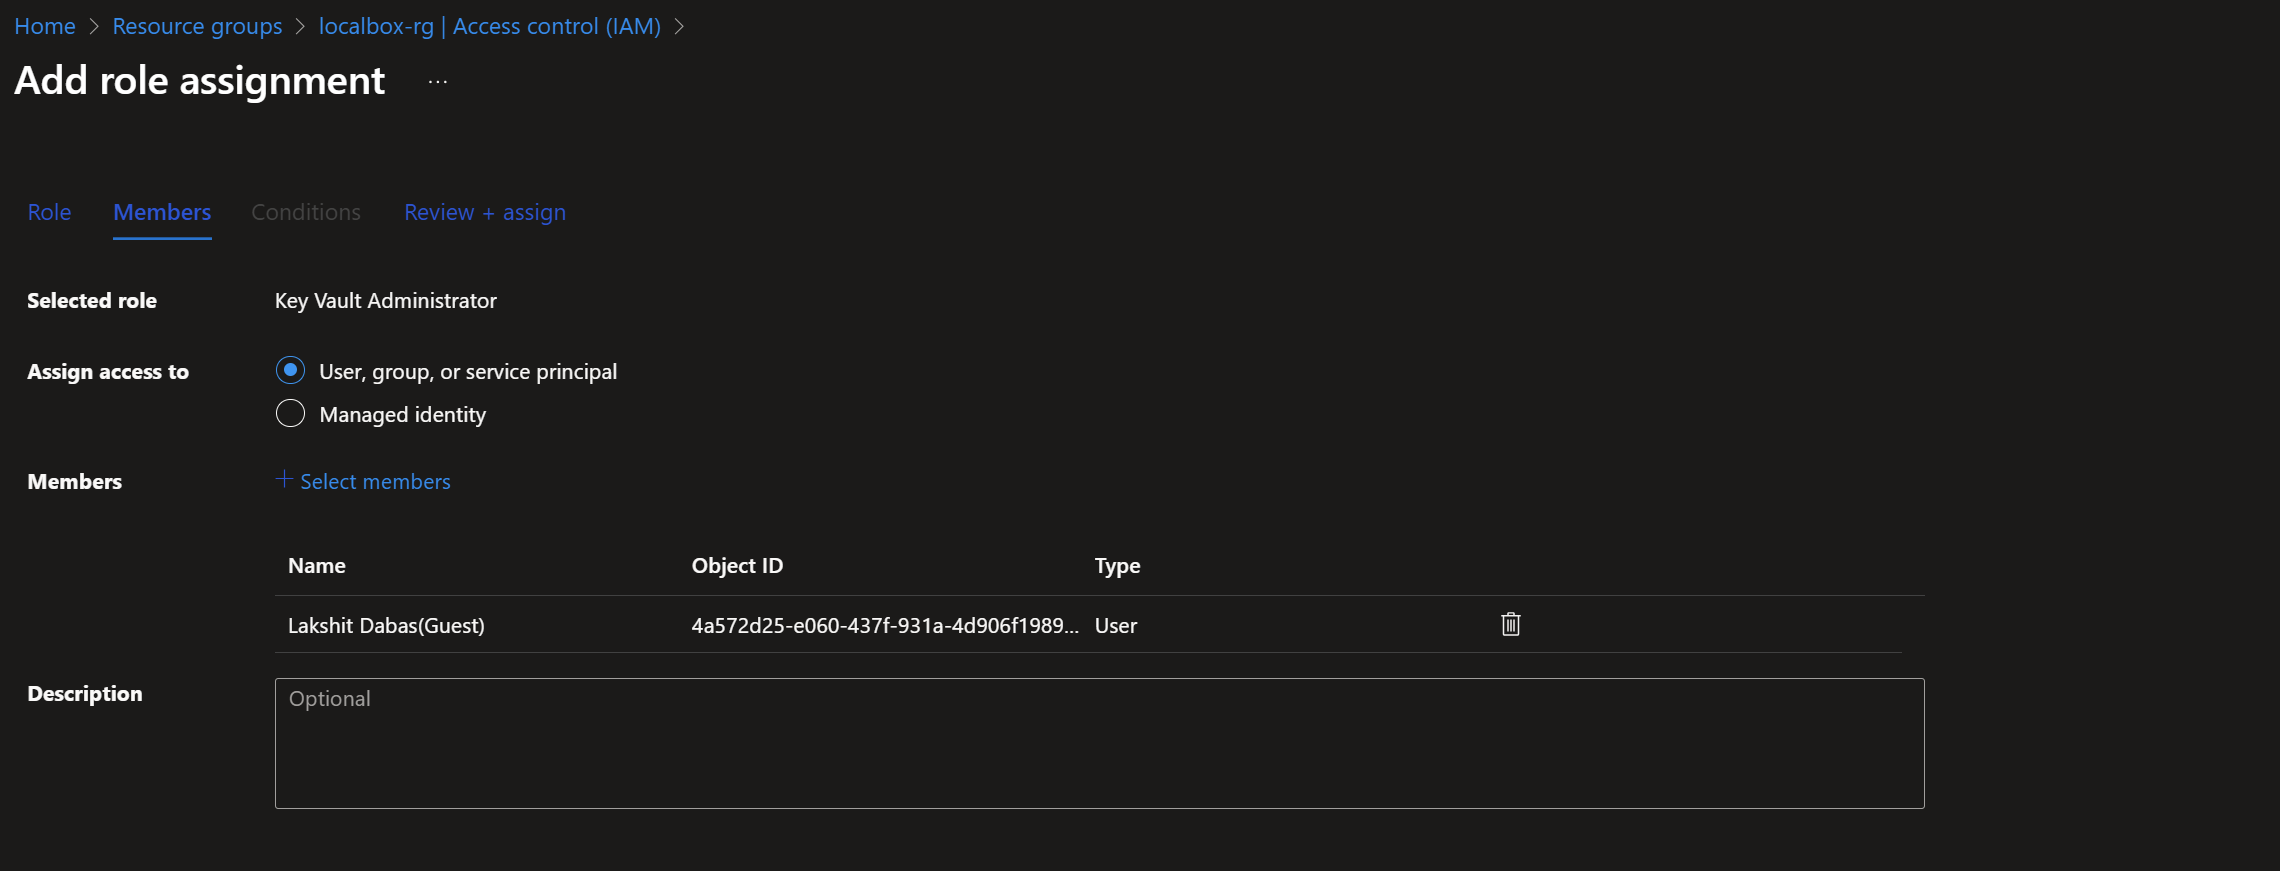 Home > Resource groups > localbox-rg | Access control (IAM) >
Add role assignment ...
Role Members Conditions Review + assign
Selected role Key Vault Administrator
Assign access to User, group, or service principal
Managed identity
Members + Select members
Name Object ID Type
Lakshit Dabas(Guest) 4a572d25-e060-437f-931a-4d906f1989... User
Description Optional